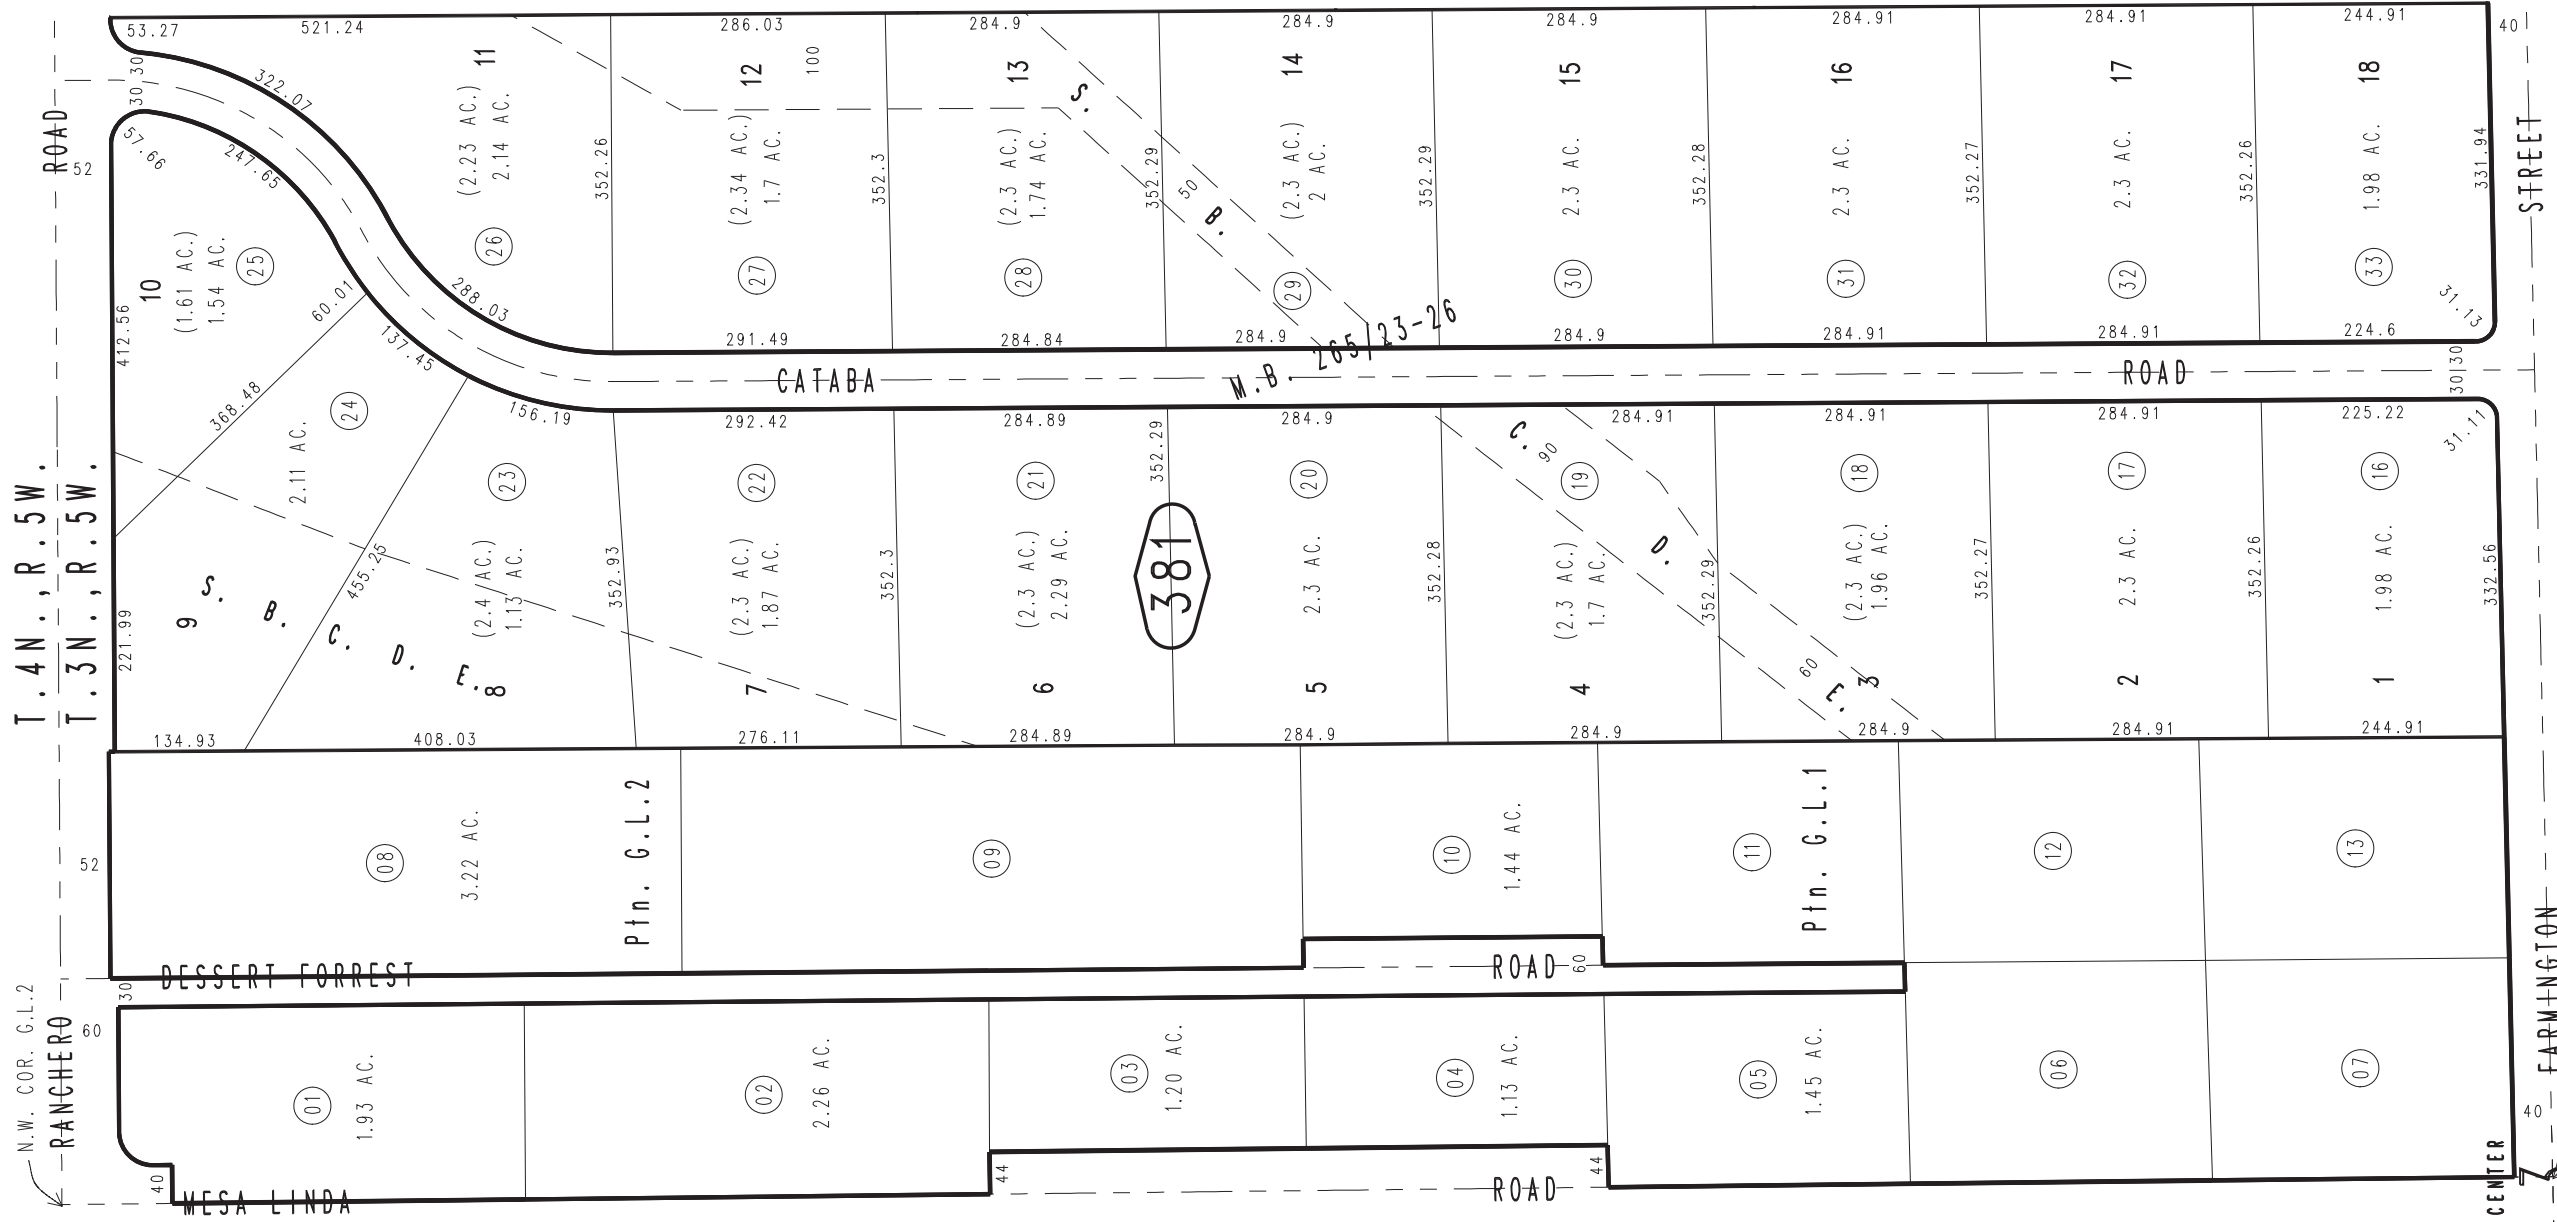 53.27
521.24
286.03
284.9
284.9
284.9
284.91
284.91
244.91
40
30 30
322.07
11
(2.23 AC.)
2.14 AC.
26
352.26
12
100
(2.34 AC.)
1.7 AC.
27
352.3
13
(2.3 AC.)
1.74 AC.
28
352.29
S.
B.
50
14
(2.3 AC.)
2 AC.
29
352.29
15
2.3 AC.
30
352.28
16
2.3 AC.
31
352.27
17
2.3 AC.
32
352.26
18
1.98 AC.
33
331.94
31.13
STREET
ROAD
52
57.66
247.65
10
(1.61 AC.)
1.54 AC.
25
412.56
60.01
288.03
291.49
284.84
284.9
284.9
284.91
284.91
224.6
137.45
368.48
156.19
CATABA
M.B. 265/23-26
ROAD
30 30
292.42
284.89
284.9
284.91
284.91
284.91
225.22
31.11
T.4N.,R.5W.
T.3N.,R.5W.
24
2.11 AC.
9
221.99
455.25
S. B. C. D. E.
23
(2.4 AC.)
1.13 AC.
8
352.93
22
(2.3 AC.)
1.87 AC.
7
352.3
21
(2.3 AC.)
2.29 AC.
6
352.29
381
20
2.3 AC.
5
352.28
C.
90
D.
19
(2.3 AC.)
1.7 AC.
4
352.29
18
(2.3 AC.)
1.96 AC.
60
E.
3
352.27
17
2.3 AC.
2
352.26
16
1.98 AC.
1
332.56
134.93
408.03
276.11
284.89
284.9
284.9
284.9
284.91
244.91
52
08
3.22 AC.
Ptn. G.L.2
09
10
1.44 AC.
11
Ptn. G.L.1
12
13
DESSERT FORREST
ROAD
60
30
N.W. COR. G.L.2
RANCHERO
60
01
1.93 AC.
02
2.26 AC.
03
1.20 AC.
04
1.13 AC.
05
1.45 AC.
06
07
FARMINGTON
40
40
MESA LINDA
44
ROAD
44
CENTER
7